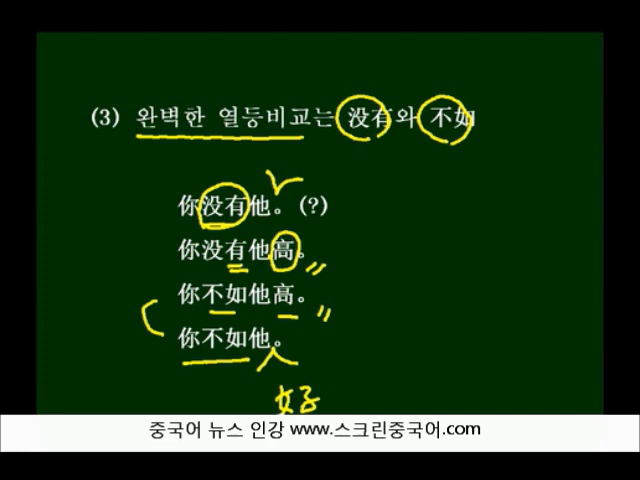 (3) 완벽한 열등비교는 没有와 不如
你没有他。(?)
你没有他高。
你不如他高。
你不如他。
好
중국어 뉴스 인강 www.스크린중국어.com